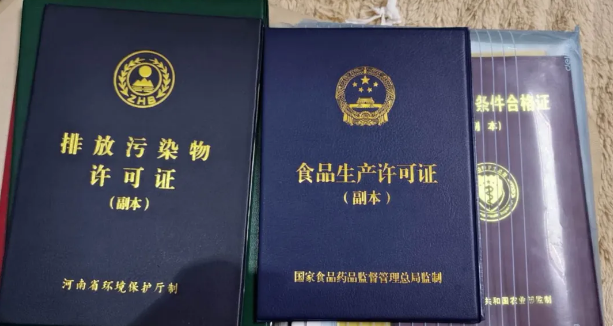 ZHB
排放污染物
许可证
(副本)
河南省环境保护厅制
食品生产许可证
(副本)
国家食品药品监督管理总局监制
条件合格证
副本)
共和国农业部监制